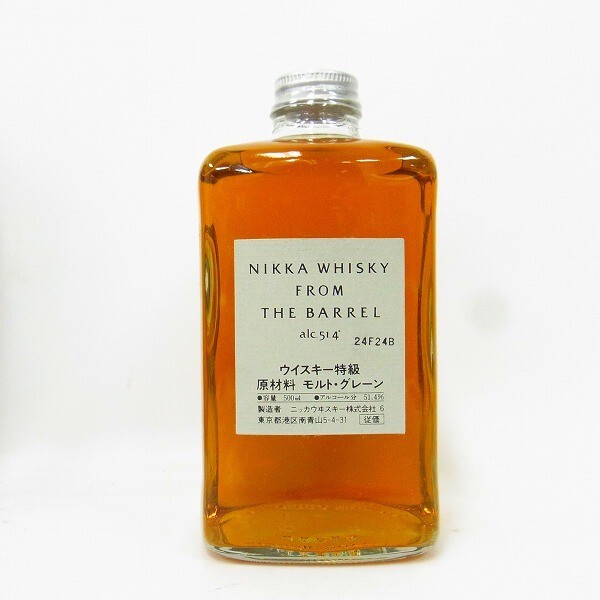 NIKKA WHISKY
FROM
THE BARREL
alc.51.4°
24F24B
ウイスキー特級
原材料 モルト・グレーン
●容量 500ml ●アルコール分 51.4%
製造者 ニッカウヰスキー株式会社 6
東京都港区南青山5-4-31 従価